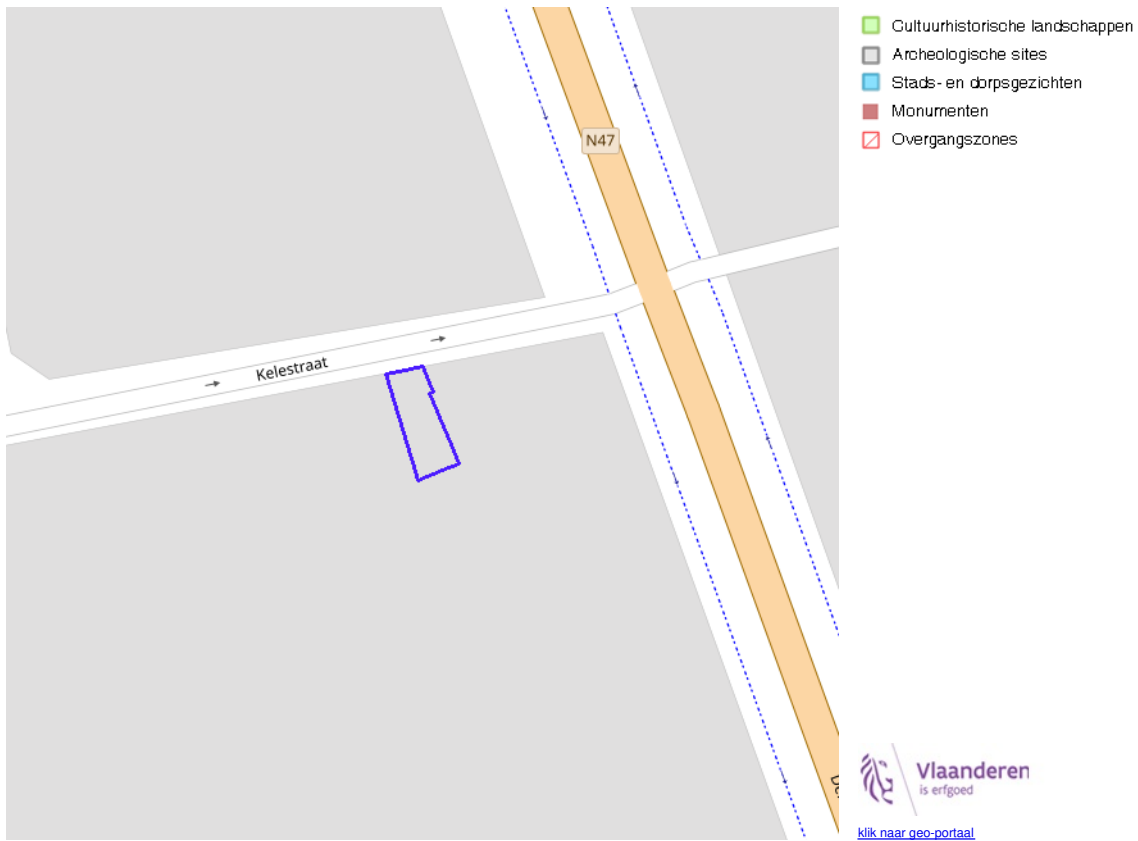 N47
Kelestraat
Cultuurhistorische landschappen
Archeologische sites
Stads- en dorpsgezichten
Monumenten
Overgangszones
Vlaanderen
is erfgoed
klik naar geo-portaal